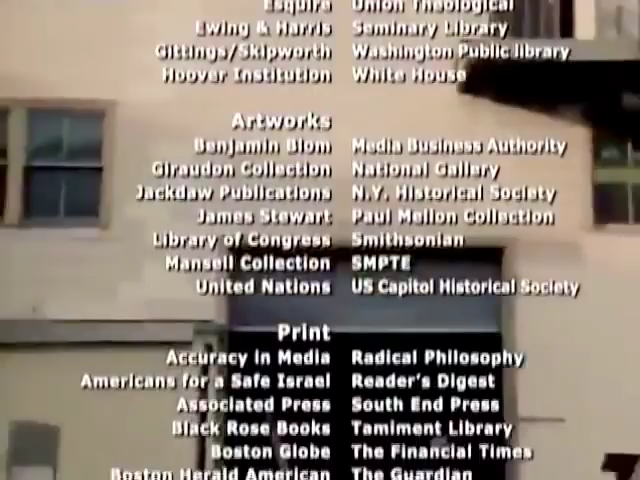 Esquire Union Theological
Ewing & Harris Seminary Library
Gittings/Skipworth Washington Public library
Hoover Institution White House
Artworks
Benjamin Blom Media Business Authority
Giraudon Collection National Gallery
Jackdaw Publications N.Y. Historical Society
James Stewart Paul Mellon Collection
Library of Congress Smithsonian
Mansell Collection SMPTE
United Nations US Capitol Historical Society
Print
Accuracy in Media Radical Philosophy
Americans for a Safe Israel Reader's Digest
Associated Press South End Press
Black Rose Books Tamiment Library
Boston Globe The Financial Times
Boston Herald American The Guardian